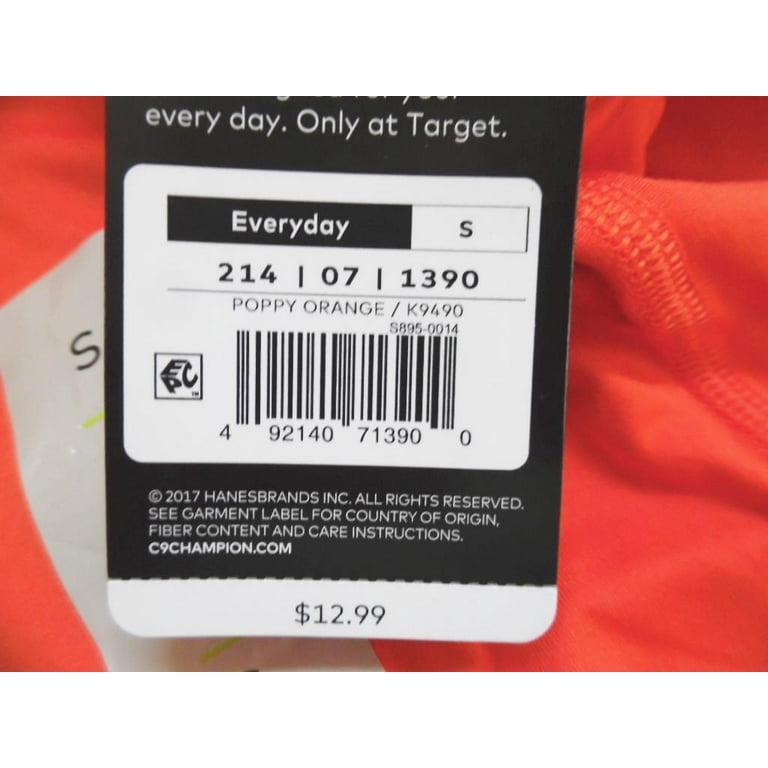 every day. Only at Target.
Everyday S
214 | 07 | 1390
POPPY ORANGE / K9490
S895-0014
EPC TM
4 92140 71390 0
© 2017 HANESBRANDS INC. ALL RIGHTS RESERVED.
SEE GARMENT LABEL FOR COUNTRY OF ORIGIN,
FIBER CONTENT AND CARE INSTRUCTIONS.
C9CHAMPION.COM
$12.99
S